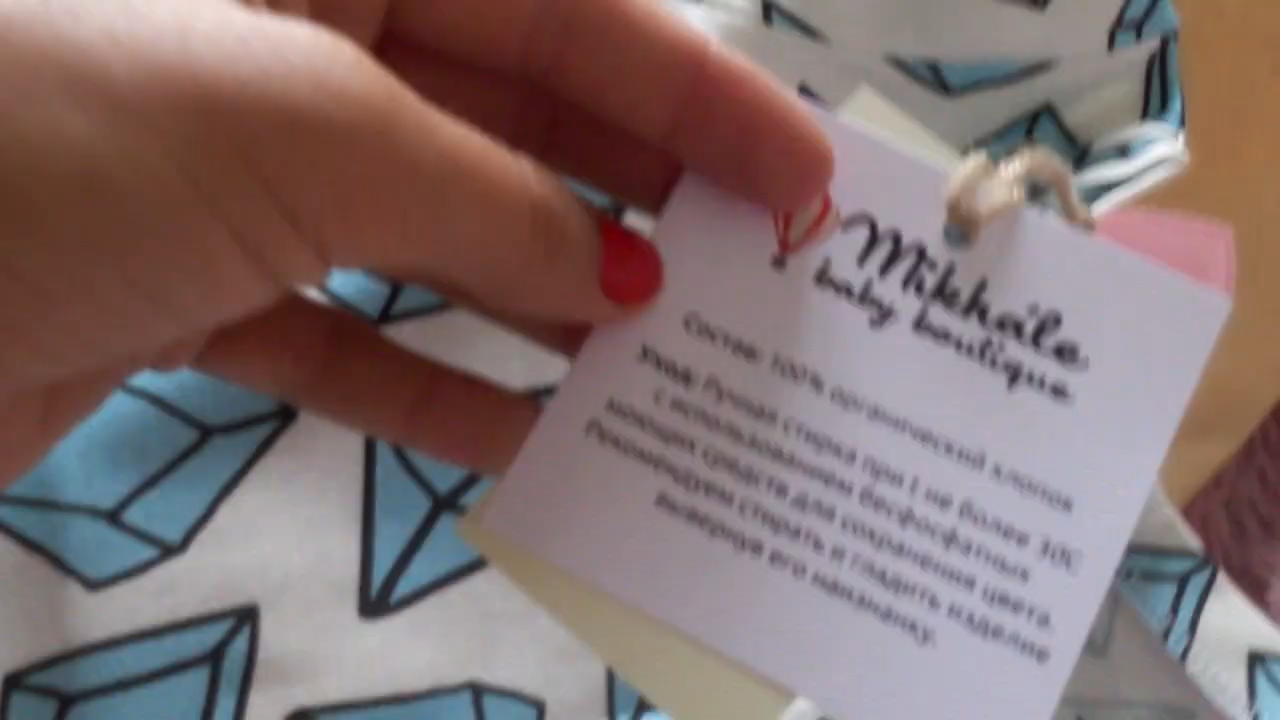 Mikkhale
baby boutique
Состав: 100% органический хлопок
Уход: Ручная стирка при t не более 30С
с использованием бесфосфатных
моющих средств для сохранения цвета.
Рекомендуем стирать и гладить изделие
вывернув его наизнанку.